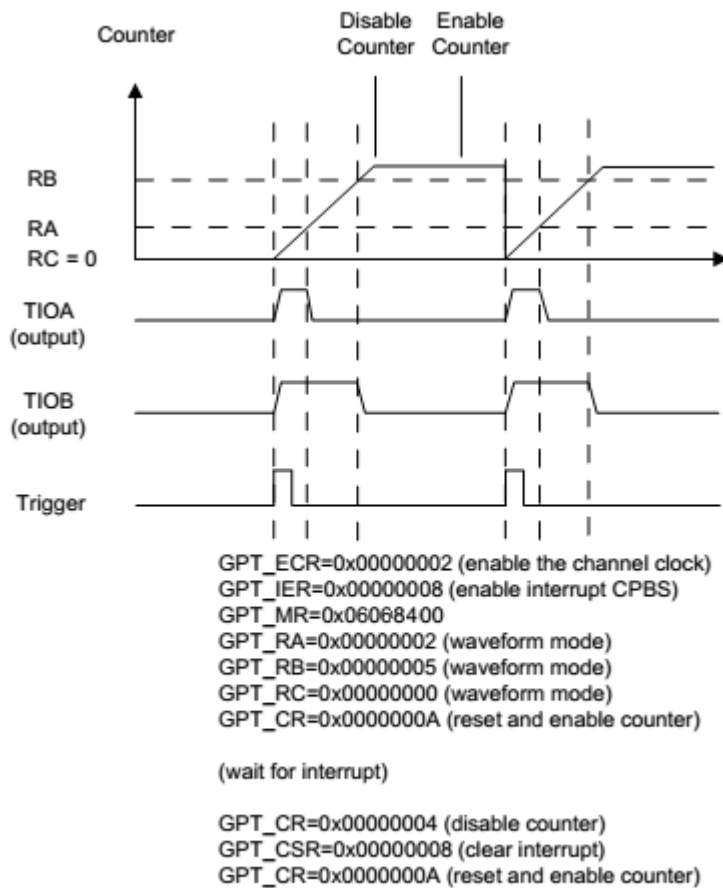 Disable Enable
Counter Counter Counter
RB
RA
RC = 0
TIOA
(output)
TIOB
(output)
Trigger
GPT_ECR=0x00000002 (enable the channel clock)
GPT_IER=0x00000008 (enable interrupt CPBS)
GPT_MR=0x06068400
GPT_RA=0x00000002 (waveform mode)
GPT_RB=0x00000005 (waveform mode)
GPT_RC=0x00000000 (waveform mode)
GPT_CR=0x0000000A (reset and enable counter)
(wait for interrupt)
GPT_CR=0x00000004 (disable counter)
GPT_CSR=0x00000008 (clear interrupt)
GPT_CR=0x0000000A (reset and enable counter)